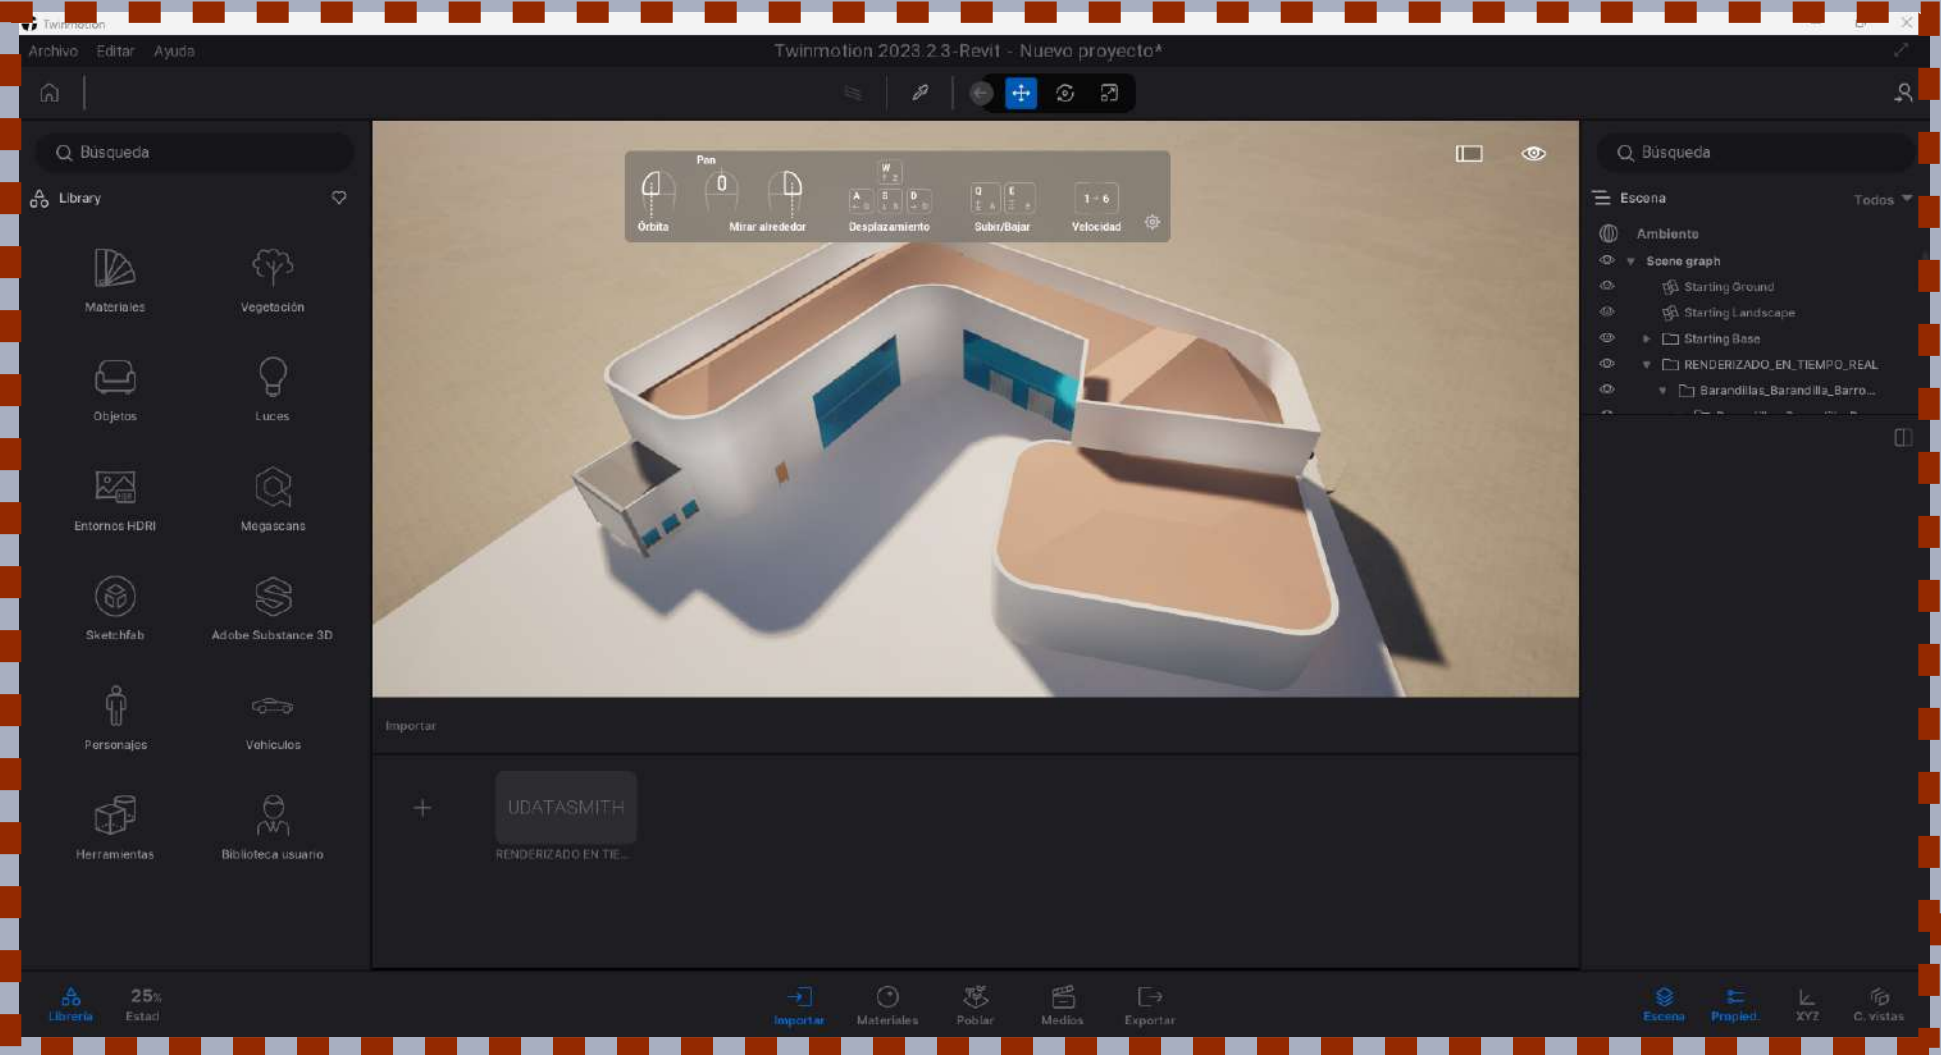 Twinmotion
Archivo Editar Ayuda
Twinmotion 2023.2.3-Revit - Nuevo proyecto*
Búsqueda
Library
Materiales
Vegetación
Objetos
Luces
Entornos HDRI
Megascans
Sketchfab
Adobe Substance 3D
Personajes
Vehículos
Herramientas
Biblioteca usuario
Pan
Órbita
Mirar alrededor
W
A S D
Desplazamiento
Q E
Subir/Bajar
1 - 6
Velocidad
Importar
+
UDATASMITH
RENDERIZADO EN TIE...
Búsqueda
Escena
Todos
Ambiente
Scene graph
Starting Ground
Starting Landscape
Starting Base
RENDERIZADO_EN_TIEMPO_REAL
Barandillas_Barandilla_Barro...
Librería
25%
Estad
Importar
Materiales
Poblar
Medios
Exportar
Escena
Propied.
XYZ
C. vistas